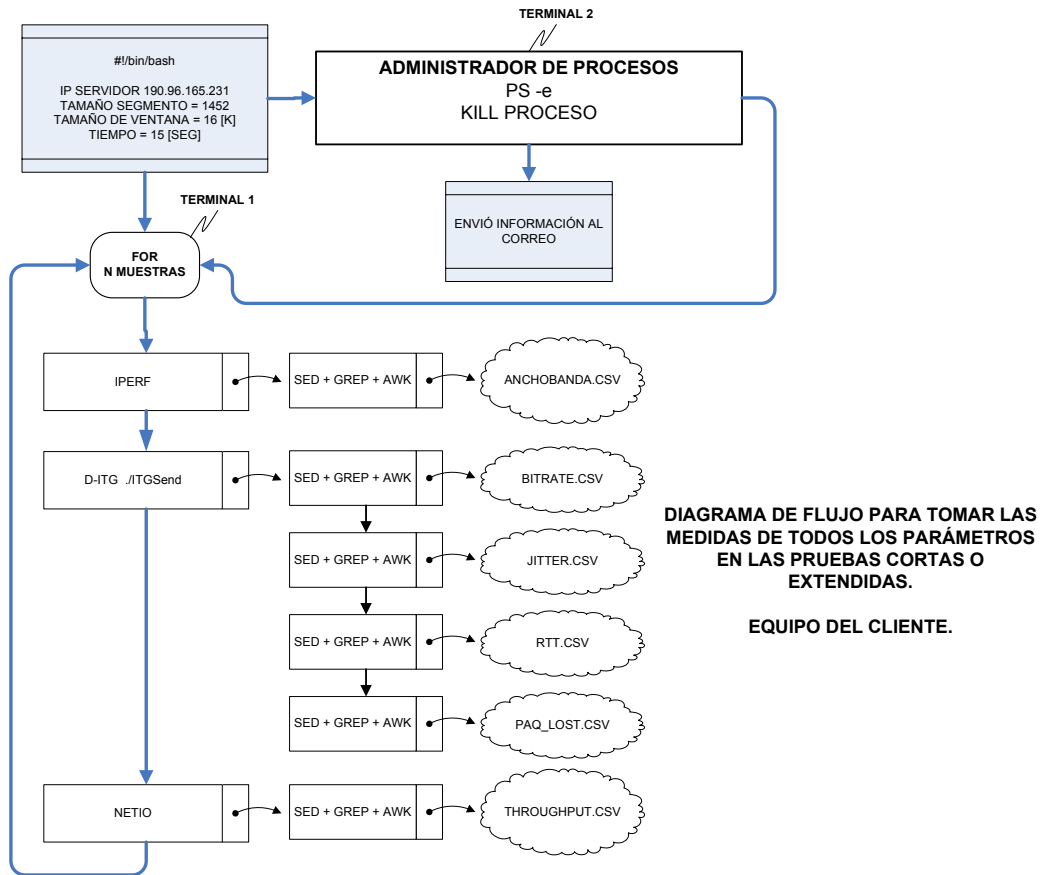 TERMINAL 2
#!/bin/bash
IP SERVIDOR 190.96.165.231
TAMAÑO SEGMENTO = 1452
TAMAÑO DE VENTANA = 16 [K]
TIEMPO = 15 [SEG]
ADMINISTRADOR DE PROCESOS
PS -e
KILL PROCESO
TERMINAL 1
ENVIÓ INFORMACIÓN AL
CORREO
FOR
N MUESTRAS
IPERF
SED + GREP + AWK
ANCHOBANDA.CSV
D-ITG ./ITGSend
SED + GREP + AWK
BITRATE.CSV
SED + GREP + AWK
JITTER.CSV
SED + GREP + AWK
RTT.CSV
SED + GREP + AWK
PAQ_LOST.CSV
NETIO
SED + GREP + AWK
THROUGHPUT.CSV
DIAGRAMA DE FLUJO PARA TOMAR LAS
MEDIDAS DE TODOS LOS PARÁMETROS
EN LAS PRUEBAS CORTAS O
EXTENDIDAS.
EQUIPO DEL CLIENTE.